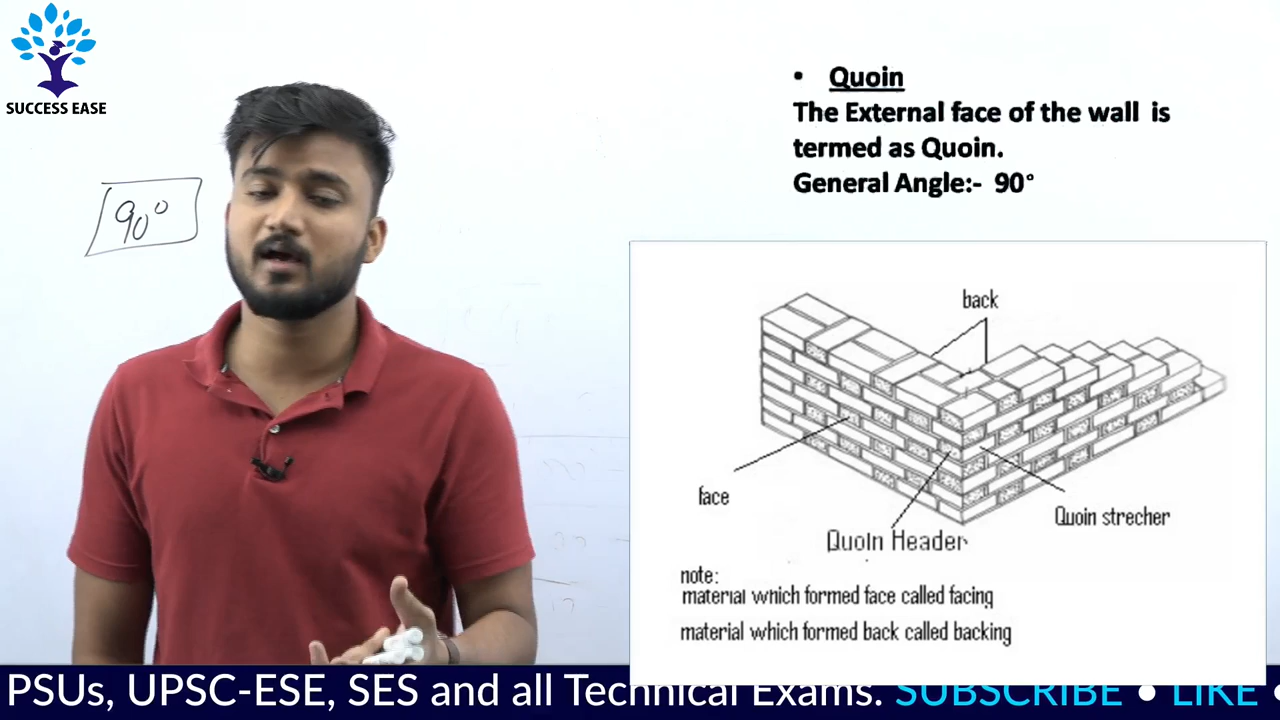 SUCCESS EASE
90°
• Quoin
The External face of the wall is
termed as Quoin.
General Angle:- 90°
back
face
Quoin strecher
Quoin Header
note:
material which formed face called facing
material which formed back called backing
PSUs, UPSC-ESE, SES and all Technical Exams. SUBSCRIBE • LIKE •